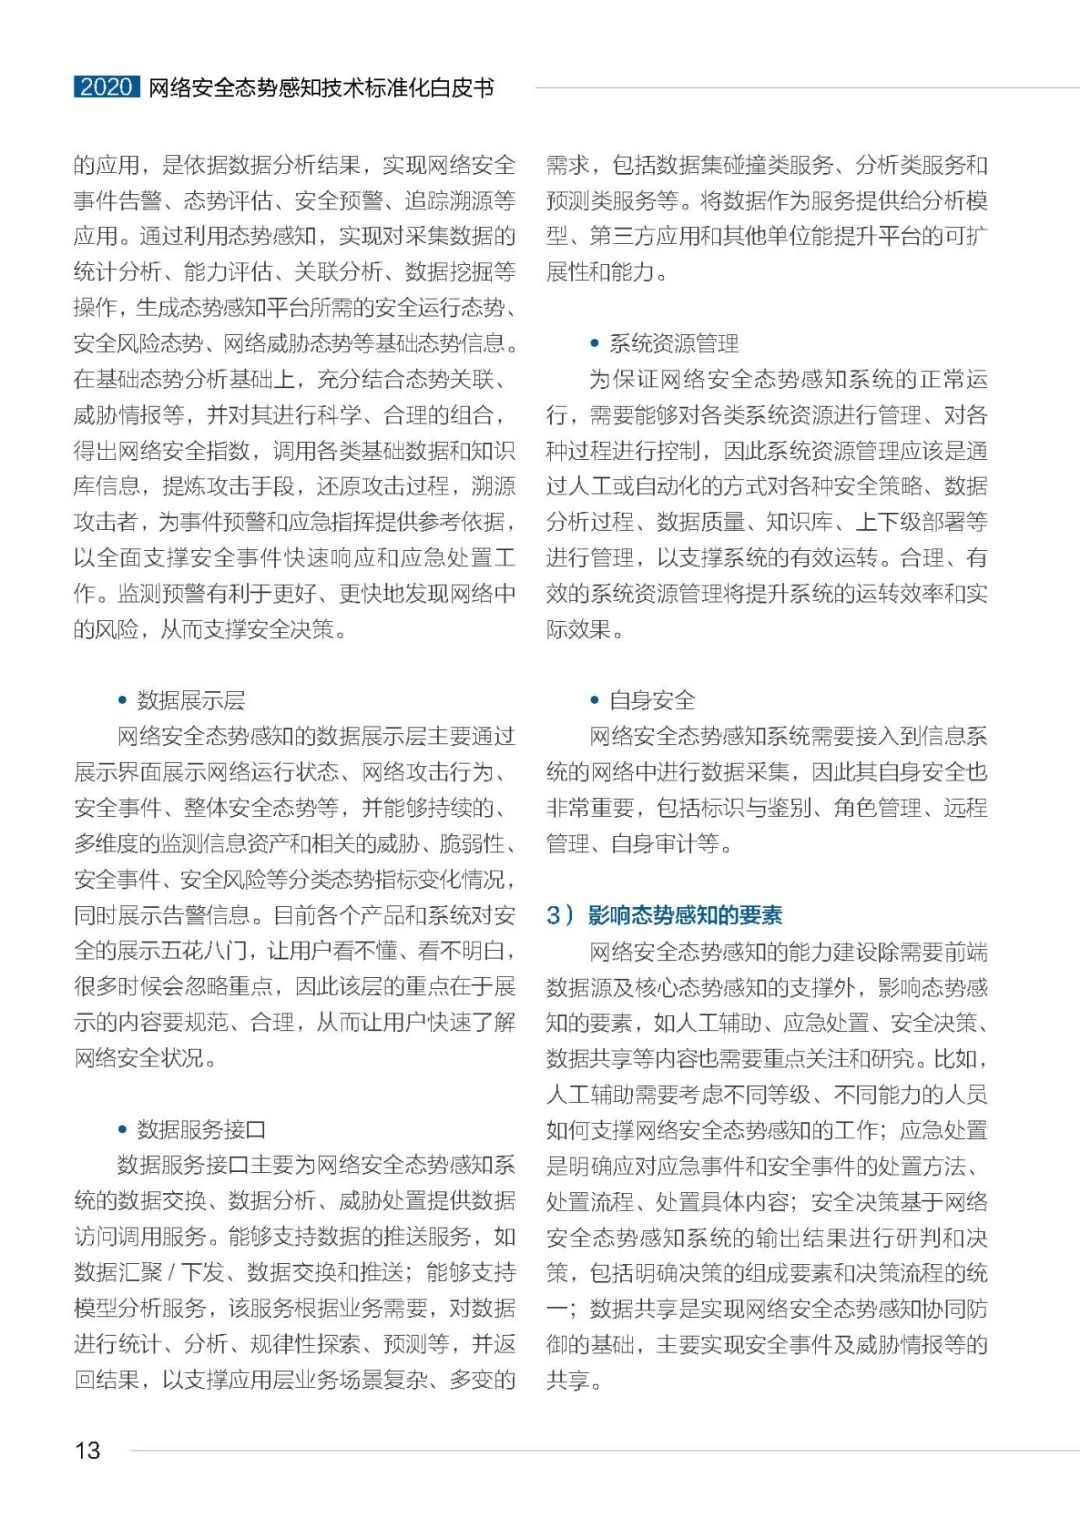 2020 网络安全态势感知技术标准化白皮书
的应用，是依据数据分析结果，实现网络安全
事件告警、态势评估、安全预警、追踪溯源等
应用。通过利用态势感知，实现对采集数据的
统计分析、能力评估、关联分析、数据挖掘等
操作，生成态势感知平台所需的安全运行态势、
安全风险态势、网络威胁态势等基础态势信息。
在基础态势分析基础上，充分结合态势关联、
威胁情报等，并对其进行科学、合理的组合，
得出网络安全指数，调用各类基础数据和知识
库信息，提炼攻击手段，还原攻击过程，溯源
攻击者，为事件预警和应急指挥提供参考依据，
以全面支撑安全事件快速响应和应急处置工
作。监测预警有利于更好、更快地发现网络中
的风险，从而支撑安全决策。
• 数据展示层
网络安全态势感知的数据展示层主要通过
展示界面展示网络运行状态、网络攻击行为、
安全事件、整体安全态势等，并能够持续的、
多维度的监测信息资产和相关的威胁、脆弱性、
安全事件、安全风险等分类态势指标变化情况，
同时展示告警信息。目前各个产品和系统对安
全的展示五花八门，让用户看不懂、看不明白，
很多时候会忽略重点，因此该层的重点在于展
示的内容要规范、合理，从而让用户快速了解
网络安全状况。
• 数据服务接口
数据服务接口主要为网络安全态势感知系
统的数据交换、数据分析、威胁处置提供数据
访问调用服务。能够支持数据的推送服务，如
数据汇聚 / 下发、数据交换和推送；能够支持
模型分析服务，该服务根据业务需要，对数据
进行统计、分析、规律性探索、预测等，并返
回结果，以支撑应用层业务场景复杂、多变的
需求，包括数据集碰撞类服务、分析类服务和
预测类服务等。将数据作为服务提供给分析模
型、第三方应用和其他单位能提升平台的可扩
展性和能力。
• 系统资源管理
为保证网络安全态势感知系统的正常运
行，需要能够对各类系统资源进行管理、对各
种过程进行控制，因此系统资源管理应该是通
过人工或自动化的方式对各种安全策略、数据
分析过程、数据质量、知识库、上下级部署等
进行管理，以支撑系统的有效运转。合理、有
效的系统资源管理将提升系统的运转效率和实
际效果。
• 自身安全
网络安全态势感知系统需要接入到信息系
统的网络中进行数据采集，因此其自身安全也
非常重要，包括标识与鉴别、角色管理、远程
管理、自身审计等。
3） 影响态势感知的要素
网络安全态势感知的能力建设除需要前端
数据源及核心态势感知的支撑外，影响态势感
知的要素，如人工辅助、应急处置、安全决策、
数据共享等内容也需要重点关注和研究。比如，
人工辅助需要考虑不同等级、不同能力的人员
如何支撑网络安全态势感知的工作；应急处置
是明确应对应急事件和安全事件的处置方法、
处置流程、处置具体内容；安全决策基于网络
安全态势感知系统的输出结果进行研判和决
策，包括明确决策的组成要素和决策流程的统
一；数据共享是实现网络安全态势感知协同防
御的基础，主要实现安全事件及威胁情报等的
共享。
13